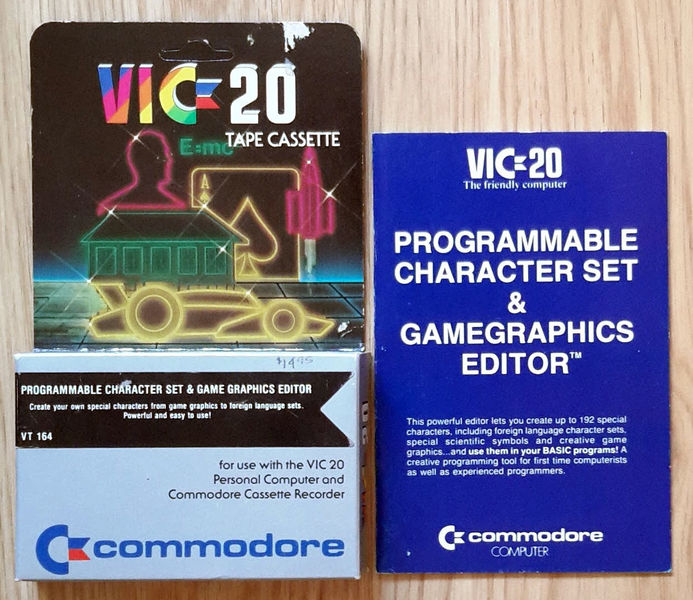 VIC-20
TAPE CASSETTE
E=mc
A
$14.95
PROGRAMMABLE CHARACTER SET & GAME GRAPHICS EDITOR
Create your own special characters from game graphics to foreign language sets.
Powerful and easy to use!
VT 164
for use with the VIC 20
Personal Computer and
Commodore Cassette Recorder
commodore
VIC-20
The friendly computer
PROGRAMMABLE
CHARACTER SET
&
GAMEGRAPHICS
EDITOR™
This powerful editor lets you create up to 192 special
characters, including foreign language character sets,
special scientific symbols and creative game
graphics...and use them in your BASIC programs! A
creative programming tool for first time computerists
as well as experienced programmers.
commodore
COMPUTER